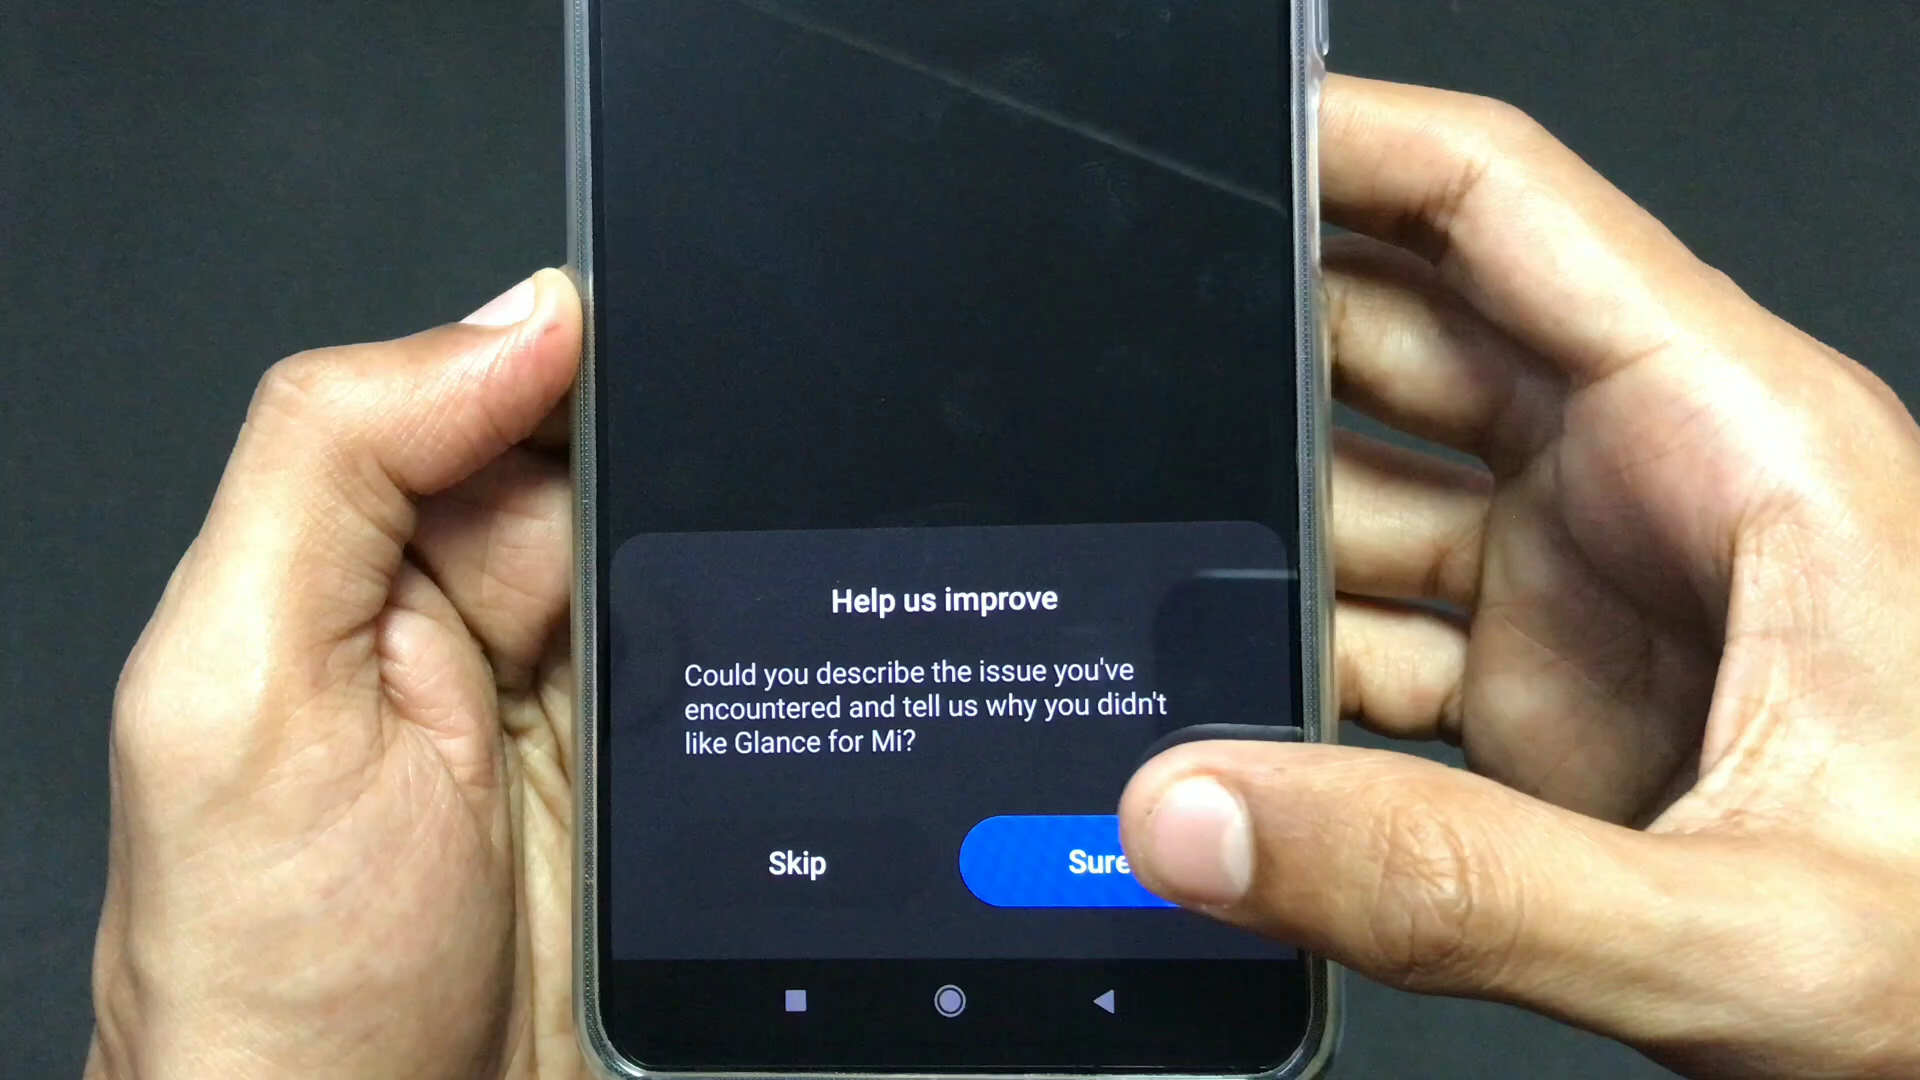 Help us improve
Could you describe the issue you've
encountered and tell us why you didn't
like Glance for Mi?
Skip
Sure